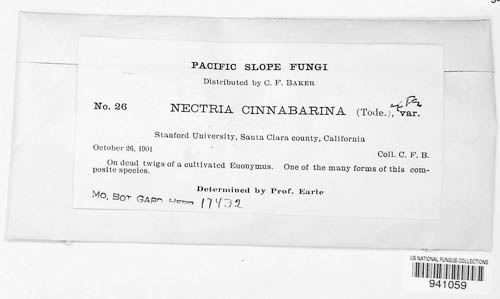 PACIFIC SLOPE FUNGI
Distributed by C. F. BAKER
No. 26 NECTRIA CINNABARINA (Tode.), var.
Stanford University, Santa Clara county, California
October 26, 1901 Coll. C. F. B.
On dead twigs of a cultivated Euonymus. One of the many forms of this com-
posite species.
Determined by Prof. Earle
MO. BOT GARD HERB 17432
US NATIONAL FUNGUS COLLECTIONS
941059